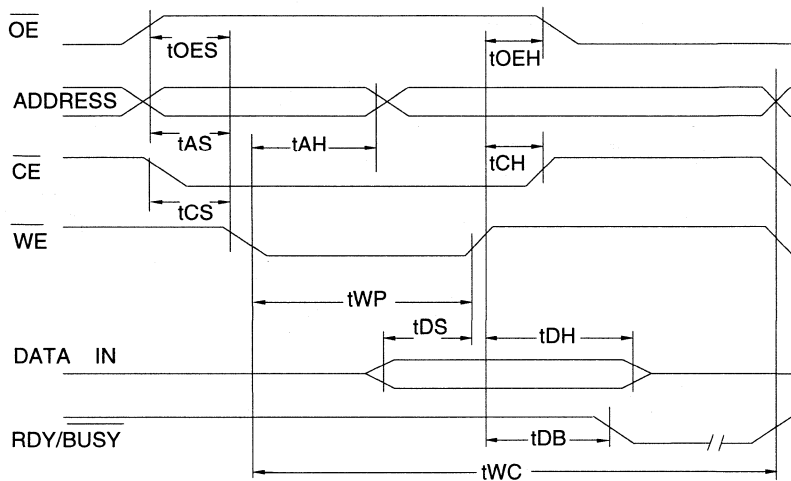 OE
tOES
tOEH
ADDRESS
tAS
tAH
tCH
CE
tCS
WE
tWP
tDS
tDH
DATA IN
RDY/BUSY
tDB
tWC